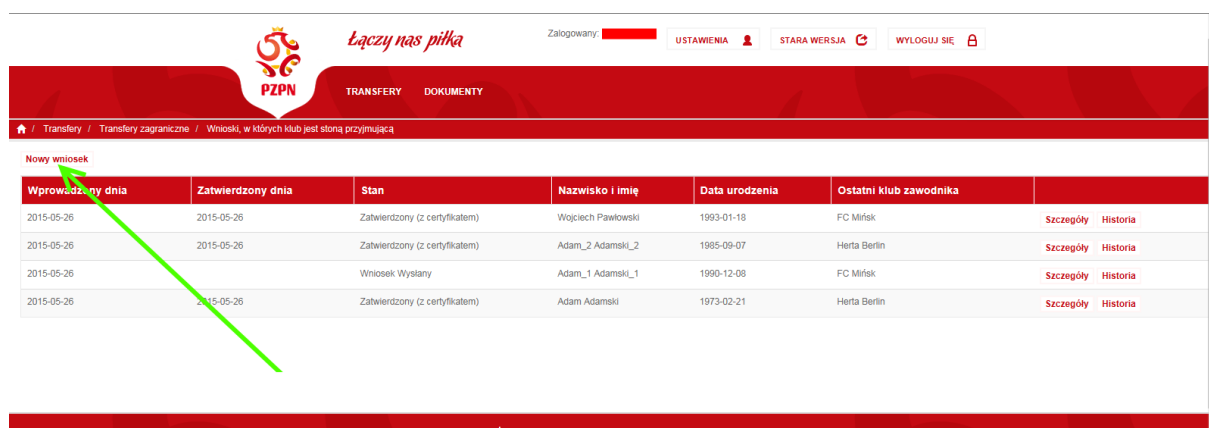 Łączy nas piłka
Zalogowany:
USTAWIENIA
STARA WERSJA
WYLOGUJ SIĘ
PZPN
TRANSFERY DOKUMENTY
/ Transfery / Transfery zagraniczne / Wnioski, w których klub jest stoną przyjmującą
Nowy wniosek
Wprowadzony dnia Zatwierdzony dnia Stan Nazwisko i imię Data urodzenia Ostatni klub zawodnika
2015-05-26 2015-05-26 Zatwierdzony (z certyfikatem) Wojciech Pawłowski 1993-01-18 FC Mińsk Szczegóły Historia
2015-05-26 2015-05-26 Zatwierdzony (z certyfikatem) Adam_2 Adamski_2 1985-09-07 Herta Berlin Szczegóły Historia
2015-05-26 Wniosek Wysłany Adam_1 Adamski_1 1990-12-08 FC Mińsk Szczegóły Historia
2015-05-26 2015-05-26 Zatwierdzony (z certyfikatem) Adam Adamski 1973-02-21 Herta Berlin Szczegóły Historia